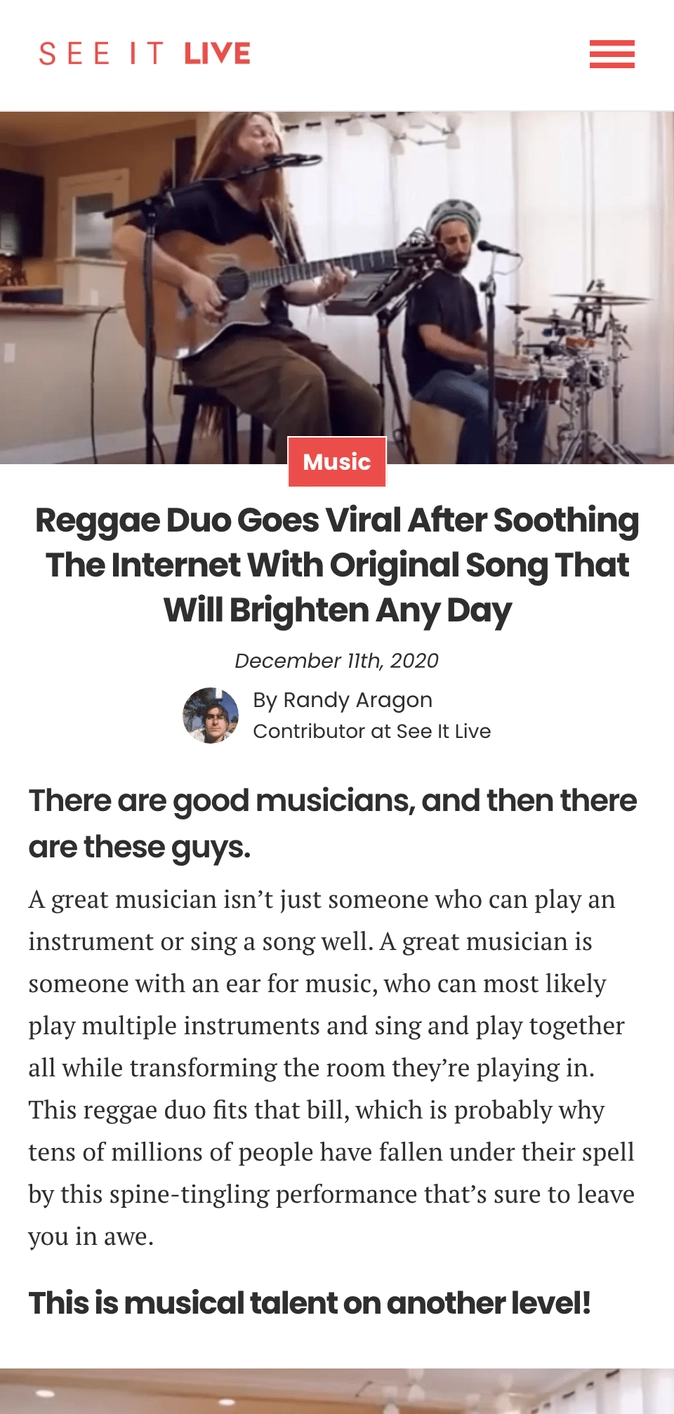 SEE IT LIVE
Music
Reggae Duo Goes Viral After Soothing
The Internet With Original Song That
Will Brighten Any Day
December 11th, 2020
By Randy Aragon
Contributor at See It Live
There are good musicians, and then there
are these guys.
A great musician isn’t just someone who can play an
instrument or sing a song well. A great musician is
someone with an ear for music, who can most likely
play multiple instruments and sing and play together
all while transforming the room they’re playing in.
This reggae duo fits that bill, which is probably why
tens of millions of people have fallen under their spell
by this spine-tingling performance that’s sure to leave
you in awe.
This is musical talent on another level!